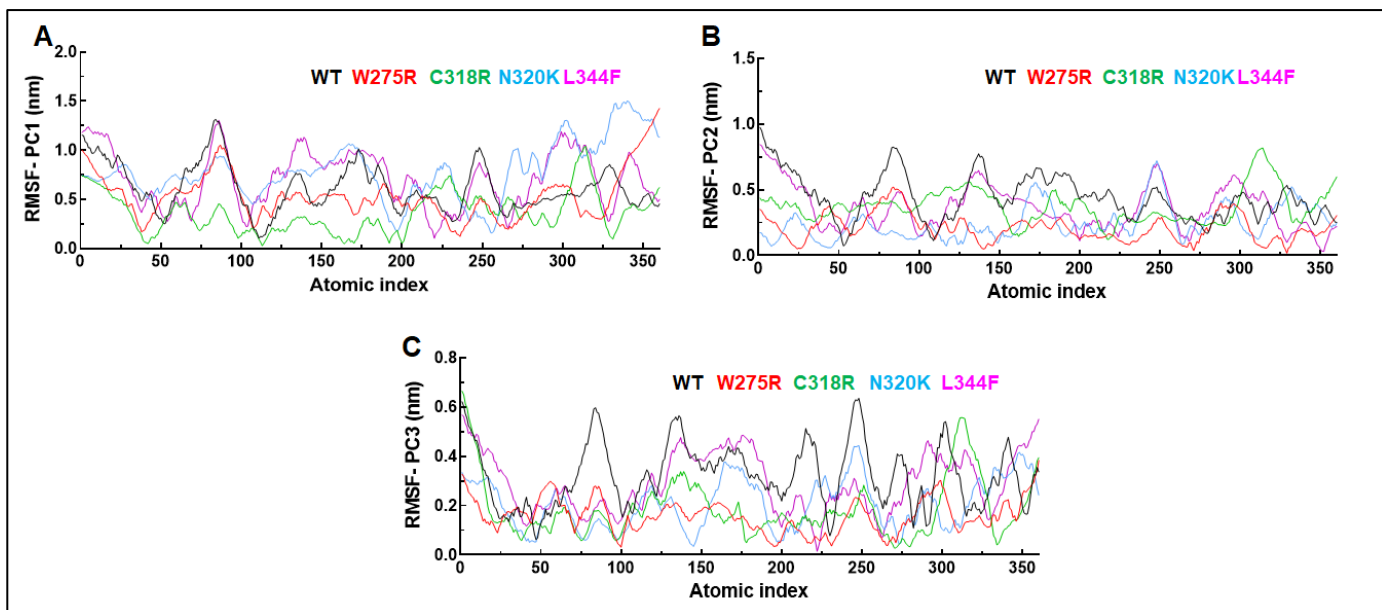 A
RMSF- PC1 (nm)
2.0
1.5
1.0
0.5
0.0
WT W275R C318R N320K L344F
0 50 100 150 200 250 300 350
Atomic index
B
RMSF- PC2 (nm)
1.5
1.0
0.5
0.0
WT W275R C318R N320K L344F
0 50 100 150 200 250 300 350
Atomic index
C
RMSF- PC3 (nm)
0.8
0.6
0.4
0.2
0.0
WT W275R C318R N320K L344F
0 50 100 150 200 250 300 350
Atomic index